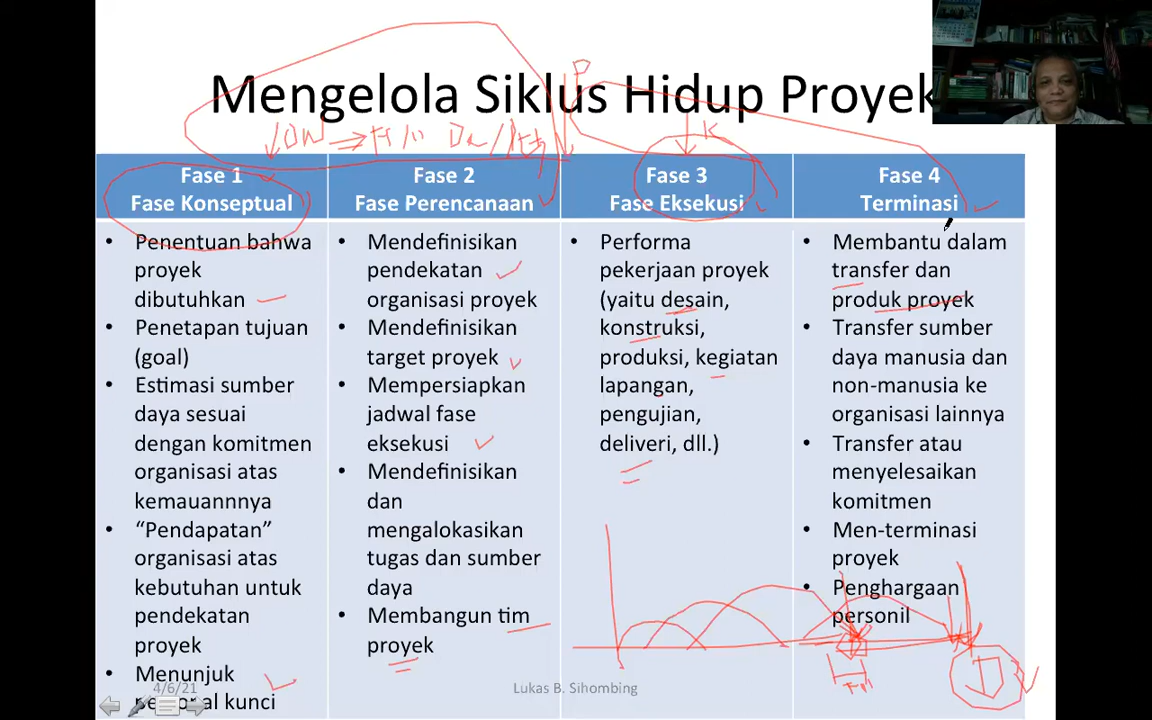 Mengelola Siklus Hidup Proyek
P
K
Fase 1
Fase Konseptual
Penentuan bahwa
proyek
dibutuhkan
Penetapan tujuan
(goal)
Estimasi sumber
daya sesuai
dengan komitmen
organisasi atas
kemauannnya
“Pendapatan”
organisasi atas
kebutuhan untuk
pendekatan
proyek
Menunjuk
kunci
Fase 2
Fase Perencanaan
Mendefinisikan
pendekatan
organisasi proyek
Mendefinisikan
target proyek
Mempersiapkan
jadwal fase
eksekusi
Mendefinisikan
dan
mengalokasikan
tugas dan sumber
daya
Membangun tim
proyek
Fase 3
Fase Eksekusi
Performa
pekerjaan proyek
(yaitu desain,
konstruksi,
produksi, kegiatan
lapangan,
pengujian,
deliveri, dll.)
Fase 4
Terminasi
Membantu dalam
transfer dan
produk proyek
Transfer sumber
daya manusia dan
non-manusia ke
organisasi lainnya
Transfer atau
menyelesaikan
komitmen
Men-terminasi
proyek
Penghargaan
personil
4/6/21
Lukas B. Sihombing